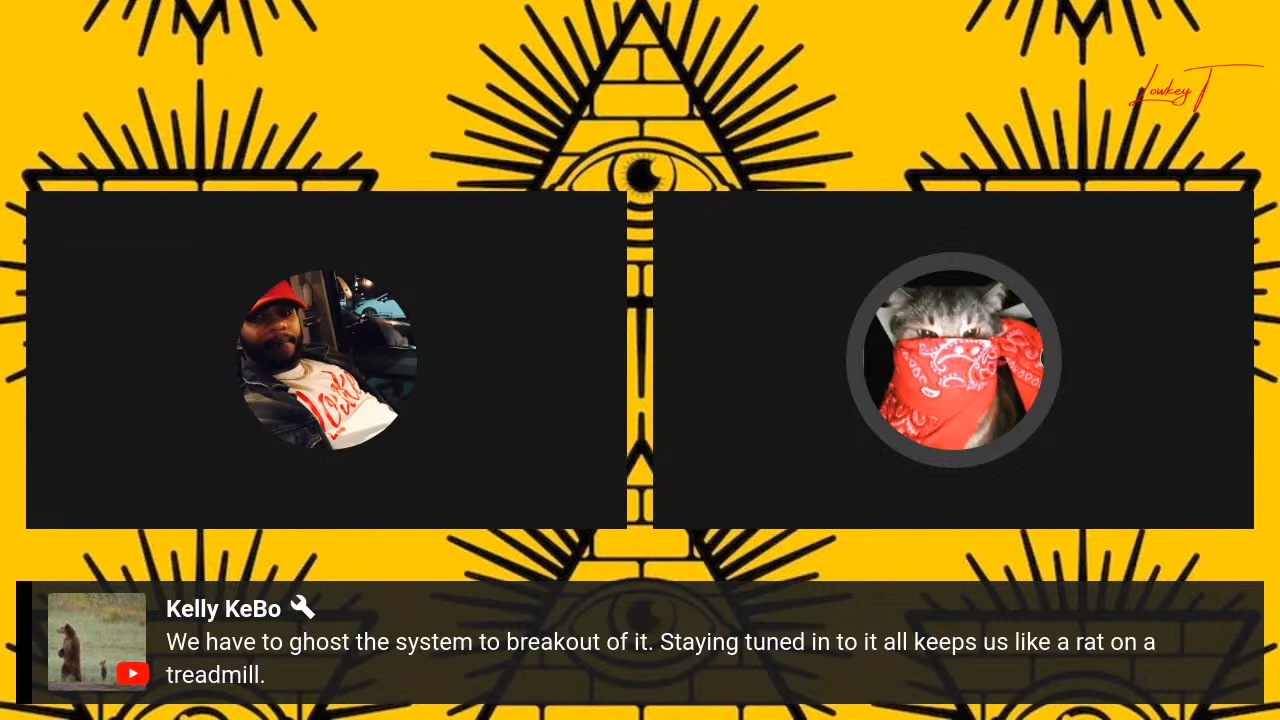 Lowkey T
Kelly KeBo
We have to ghost the system to breakout of it. Staying tuned in to it all keeps us like a rat on a
treadmill.